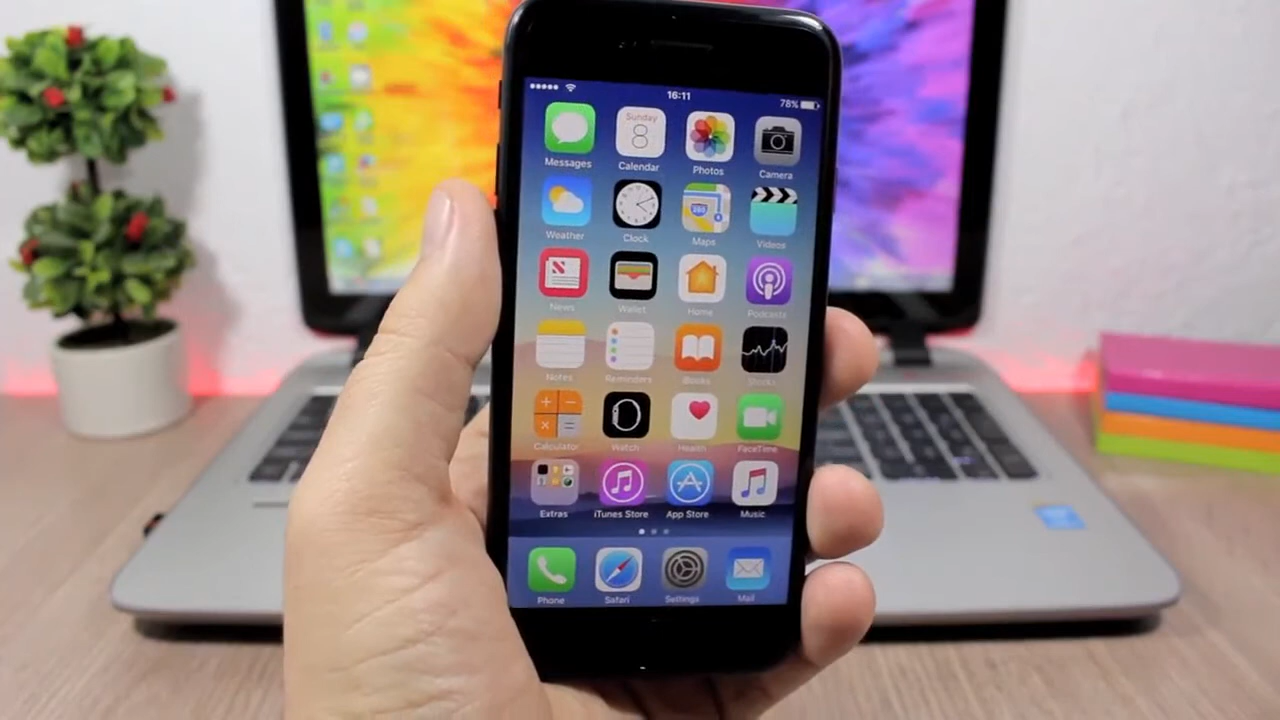 16:11
78%
Sunday
8
Messages
Calendar
Photos
Camera
Weather
Clock
Maps
Videos
280
News
Wallet
Home
Podcasts
Notes
Reminders
iBooks
Stocks
Calculator
Watch
Health
FaceTime
Extras
iTunes Store
App Store
Music
Phone
Safari
Settings
Mail